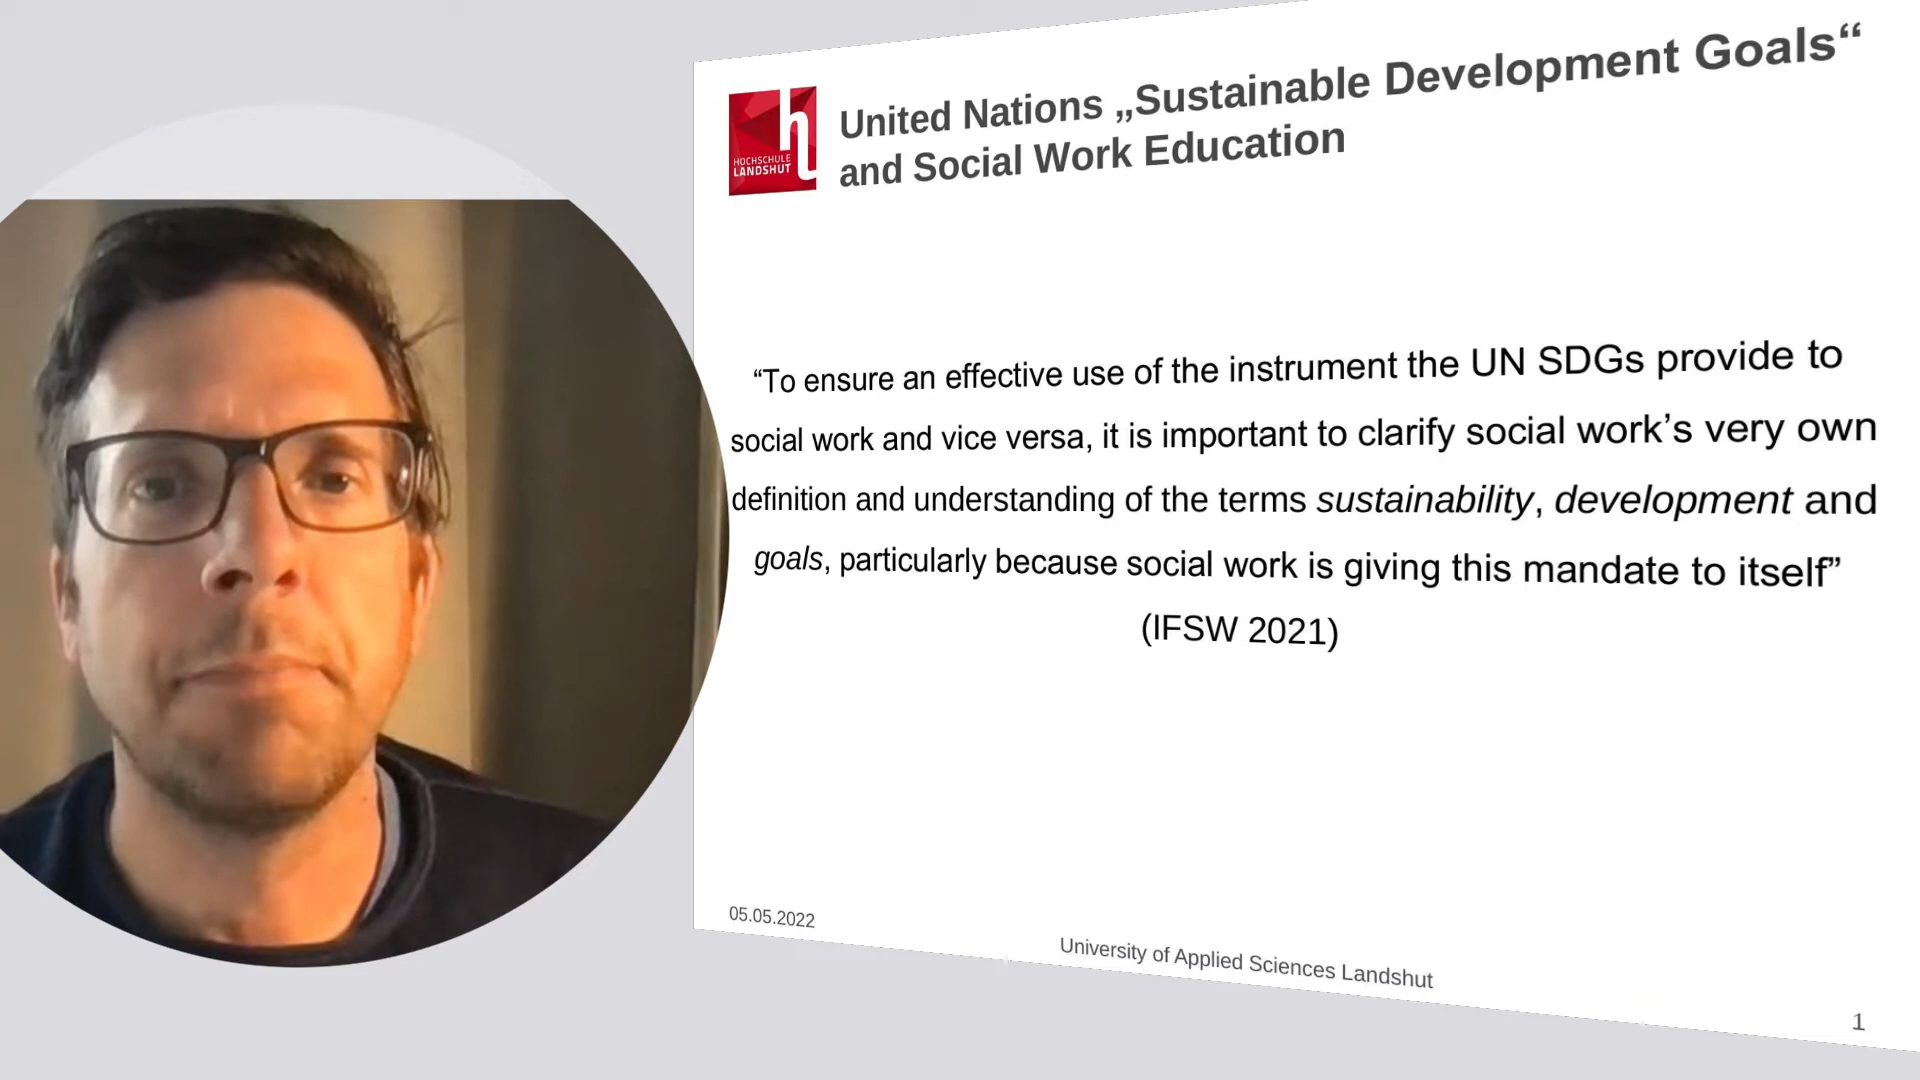 HOCHSCHULE
LANDSHUT
United Nations „Sustainable Development Goals“
and Social Work Education
“To ensure an effective use of the instrument the UN SDGs provide to
social work and vice versa, it is important to clarify social work’s very own
definition and understanding of the terms sustainability, development and
goals, particularly because social work is giving this mandate to itself”
(IFSW 2021)
05.05.2022
University of Applied Sciences Landshut
1